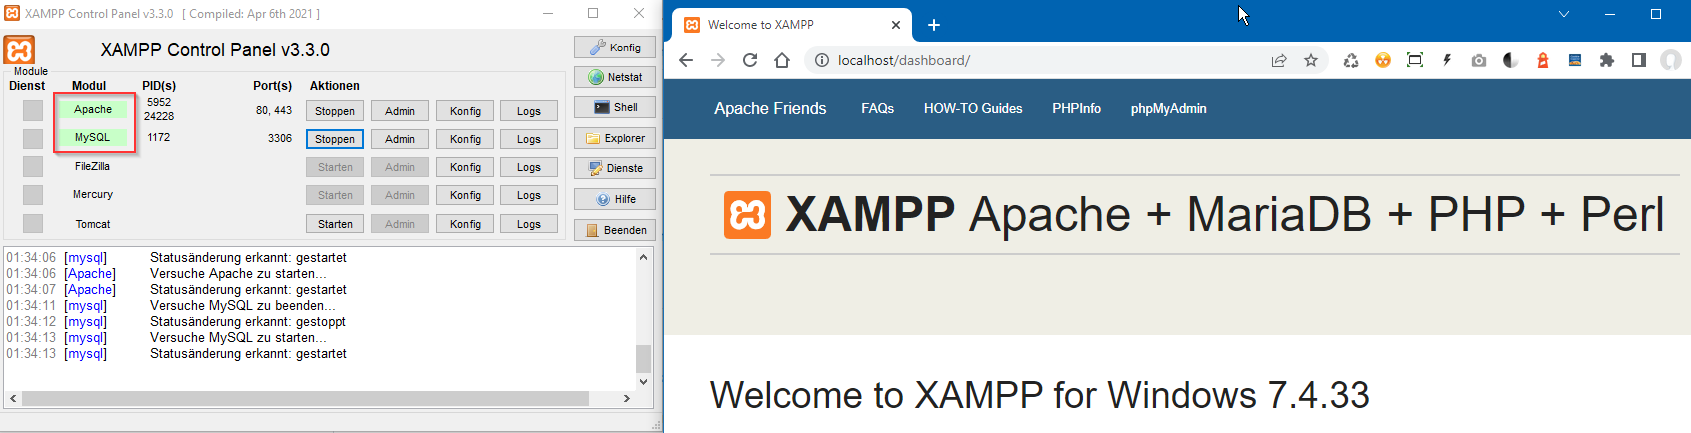 XAMPP Control Panel v3.3.0 [ Compiled: Apr 6th 2021 ]
XAMPP Control Panel v3.3.0
Konfig
Module
Dienst Modul PID(s) Port(s) Aktionen
Netstat
Apache 5952 24228 80, 443 Stoppen Admin Konfig Logs
Shell
MySQL 1172 3306 Stoppen Admin Konfig Logs
Explorer
FileZilla Starten Admin Konfig Logs
Dienste
Mercury Starten Admin Konfig Logs
Hilfe
Tomcat Starten Admin Konfig Logs
Beenden
01:34:06 [mysql] Statusänderung erkannt: gestartet
01:34:06 [Apache] Versuche Apache zu starten...
01:34:07 [Apache] Statusänderung erkannt: gestartet
01:34:11 [mysql] Versuche MySQL zu beenden...
01:34:12 [mysql] Statusänderung erkannt: gestoppt
01:34:13 [mysql] Versuche MySQL zu starten...
01:34:13 [mysql] Statusänderung erkannt: gestartet
Welcome to XAMPP
localhost/dashboard/
Apache Friends FAQs HOW-TO Guides PHPInfo phpMyAdmin
XAMPP Apache + MariaDB + PHP + Perl
Welcome to XAMPP for Windows 7.4.33